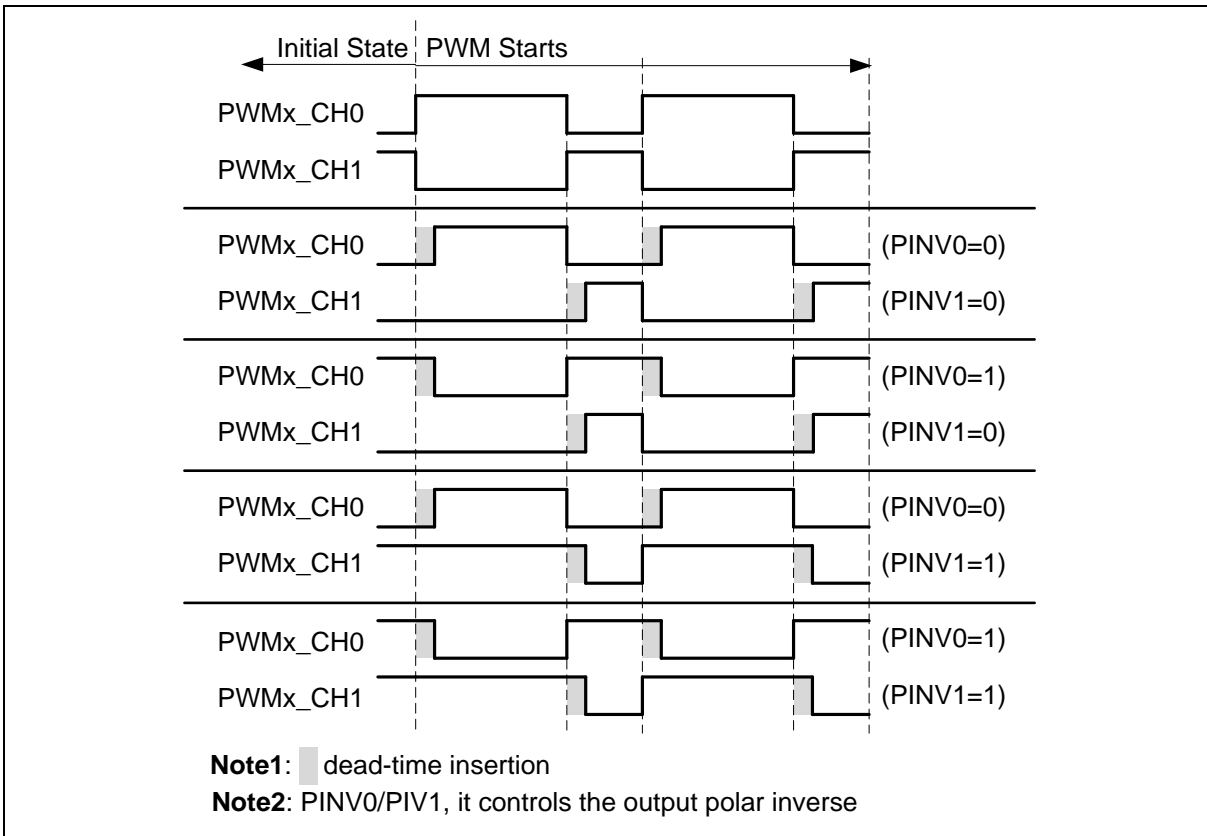 Initial State PWM Starts
PWMx_CH0
PWMx_CH1
PWMx_CH0 (PINV0=0)
PWMx_CH1 (PINV1=0)
PWMx_CH0 (PINV0=1)
PWMx_CH1 (PINV1=0)
PWMx_CH0 (PINV0=0)
PWMx_CH1 (PINV1=1)
PWMx_CH0 (PINV0=1)
PWMx_CH1 (PINV1=1)
Note1: dead-time insertion
Note2: PINV0/PIV1, it controls the output polar inverse